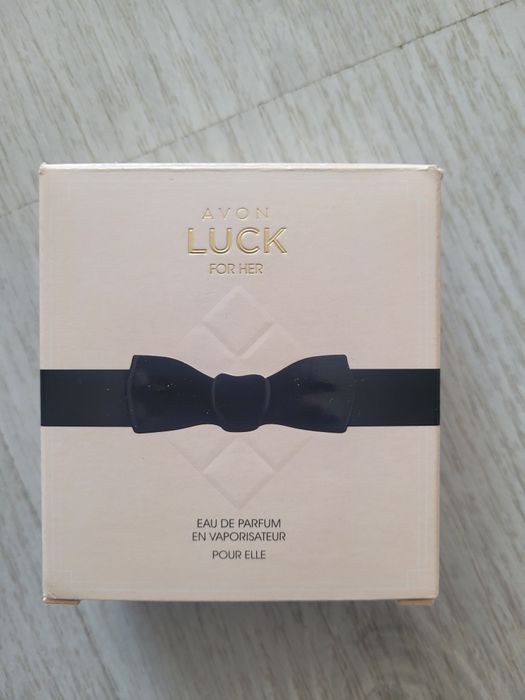 AVON
LUCK
FOR HER
EAU DE PARFUM
EN VAPORISATEUR
POUR ELLE